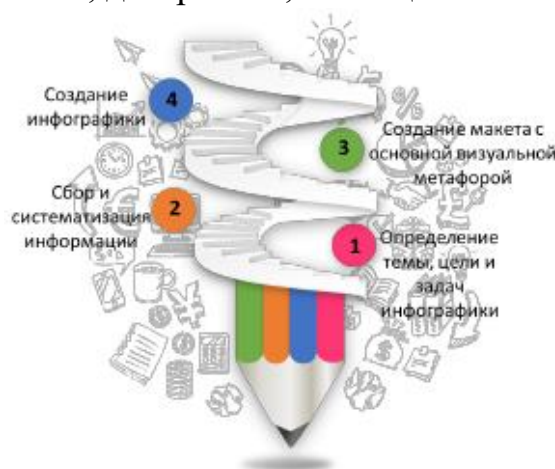 4
Создание
инфографики
3
Создание макета с
основной визуальной
метафорой
2
Сбор и
систематизация
информации
1
Определение
темы, цели и
задач
инфографики